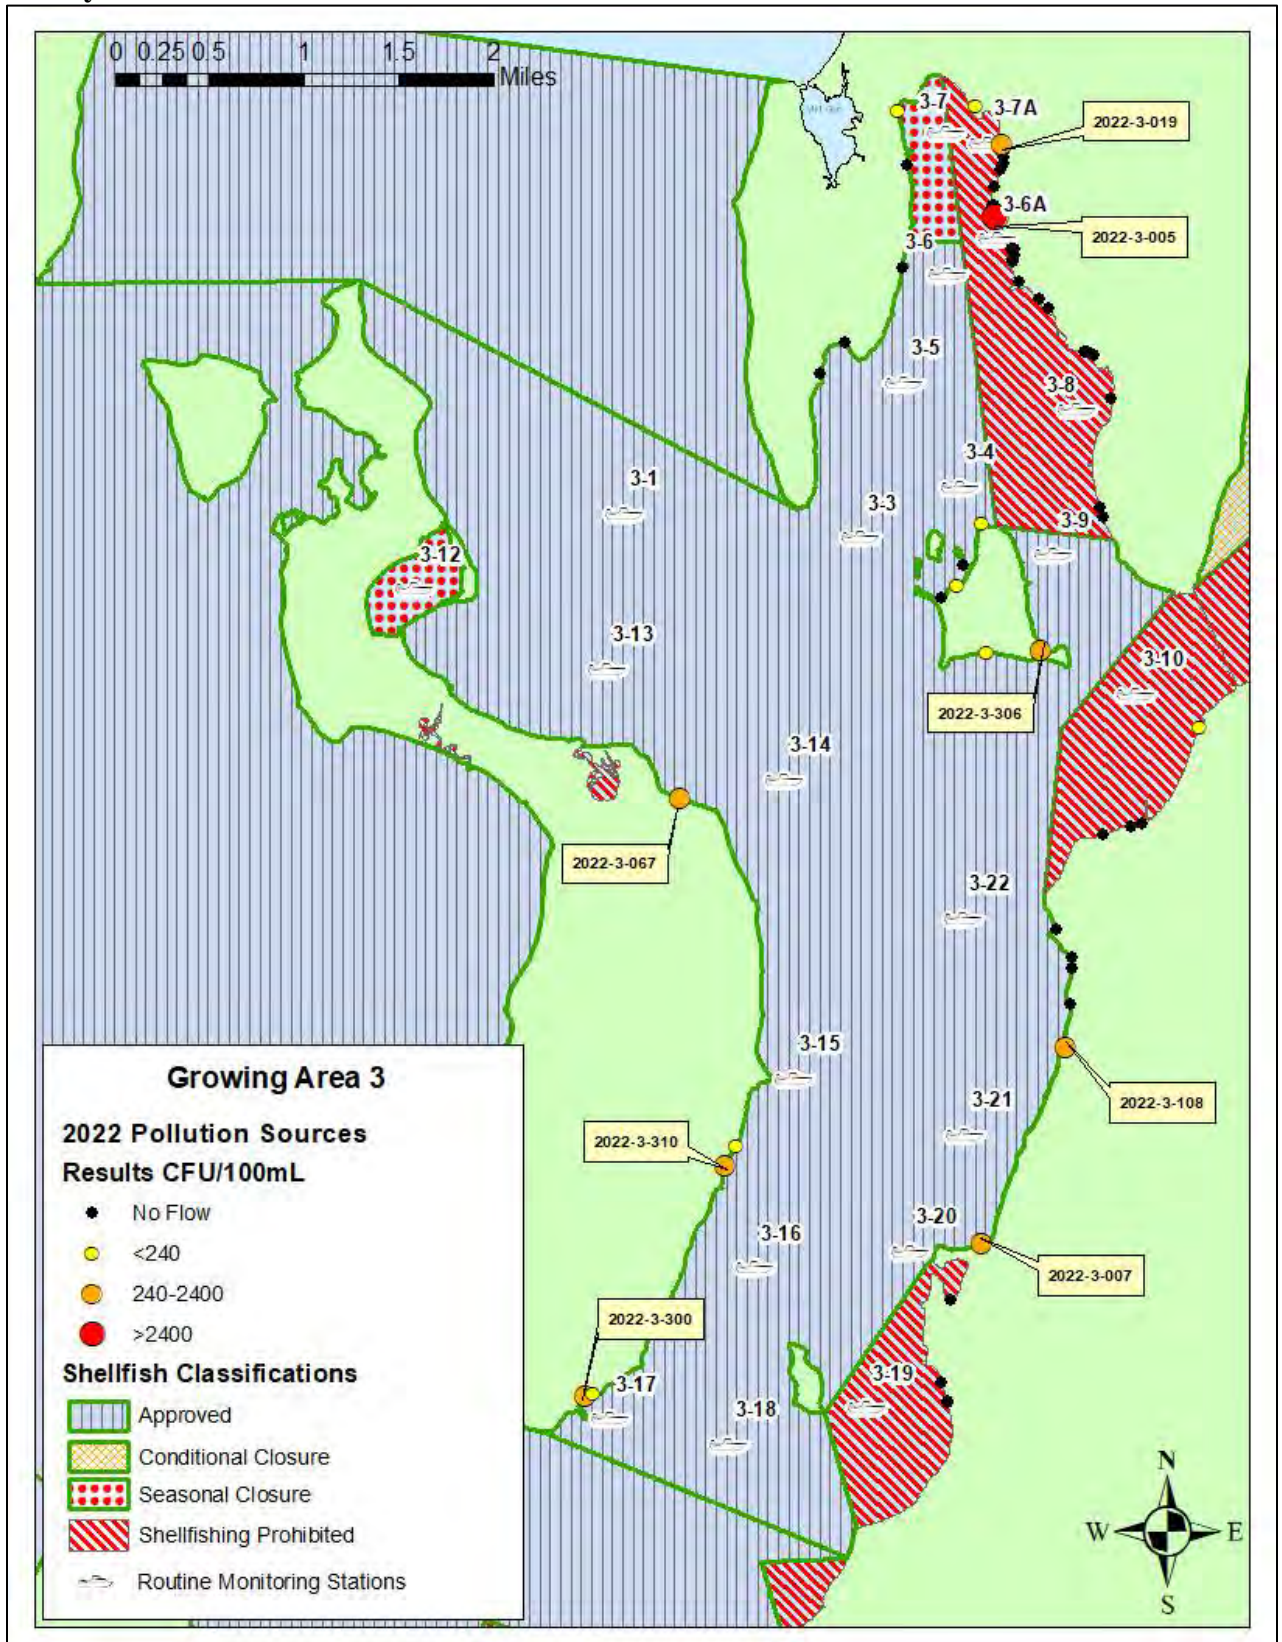 0 0.25 0.5 1 1.5 2
Miles
3-7
3-7A
2022-3-019
3-6A
3-6
2022-3-005
3-5
3-8
3-4
3-1
3-3
3-9
3-12
3-13
3-10
2022-3-306
3-14
2022-3-067
3-22
3-15
3-21
2022-3-108
2022-3-310
3-20
3-16
2022-3-007
2022-3-300
3-19
3-17
3-18
Growing Area 3
2022 Pollution Sources
Results CFU/100mL
No Flow
<240
240-2400
>2400
Shellfish Classifications
Approved
Conditional Closure
Seasonal Closure
Shellfishing Prohibited
Routine Monitoring Stations
N
W E
S